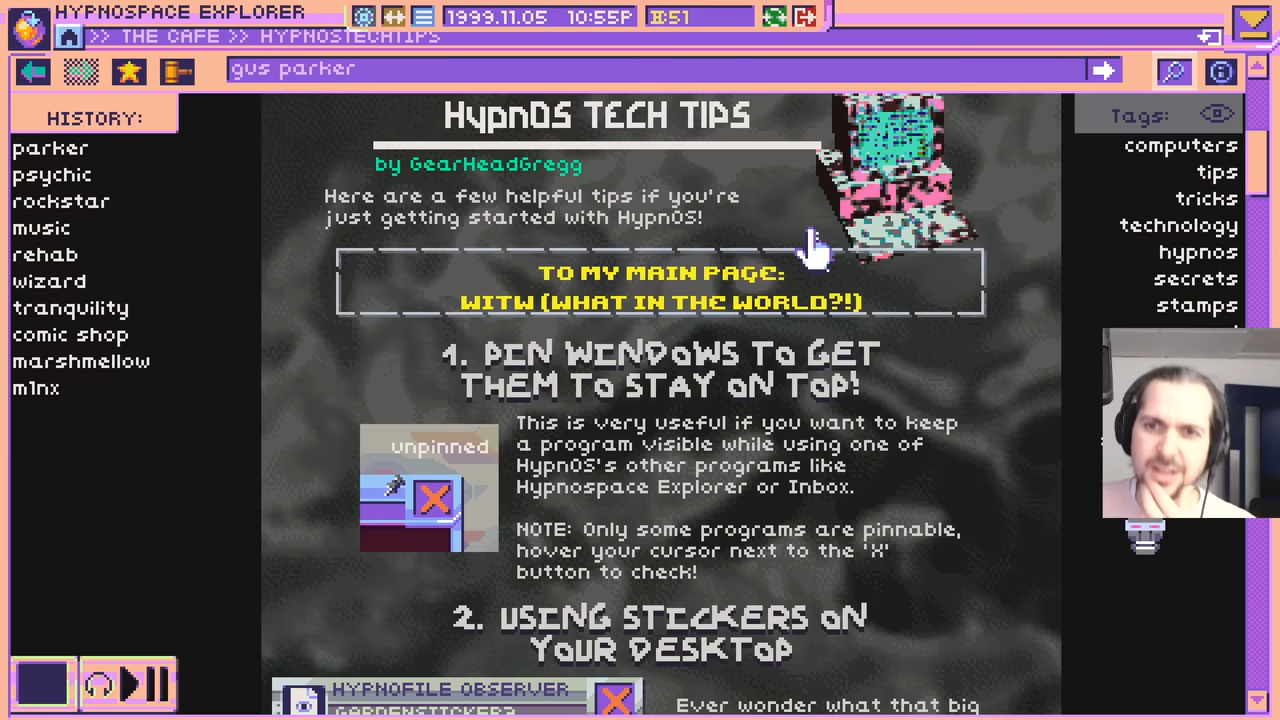 HYPNOSPACE EXPLORER
1999.11.05 10:55P
51
>> THE CAFE >> HYPNOSTECHTIPS
gus parker
HISTORY:
parker
psychic
rockstar
music
rehab
wizard
tranquility
comic shop
marshmellow
m1nx
HypnOS TECH TIPS
by GearHeadGregg
Here are a few helpful tips if you're
just getting started with HypnOS!
TO MY MAIN PAGE:
WITW (WHAT IN THE WORLD?!)
1. PIN WINDOWS TO GET
THEM TO STAY ON TOP!
unpinned
This is very useful if you want to keep
a program visible while using one of
HypnOS's other programs like
Hypnospace Explorer or Inbox.
NOTE: Only some programs are pinnable,
hover your cursor next to the 'X'
button to check!
2. USING STICKERS ON
YOUR DESKTOP
HYPNOFILE OBSERVER
GARDENSTICKER3
Ever wonder what that big
Tags:
computers
tips
tricks
technology
hypnos
secrets
stamps